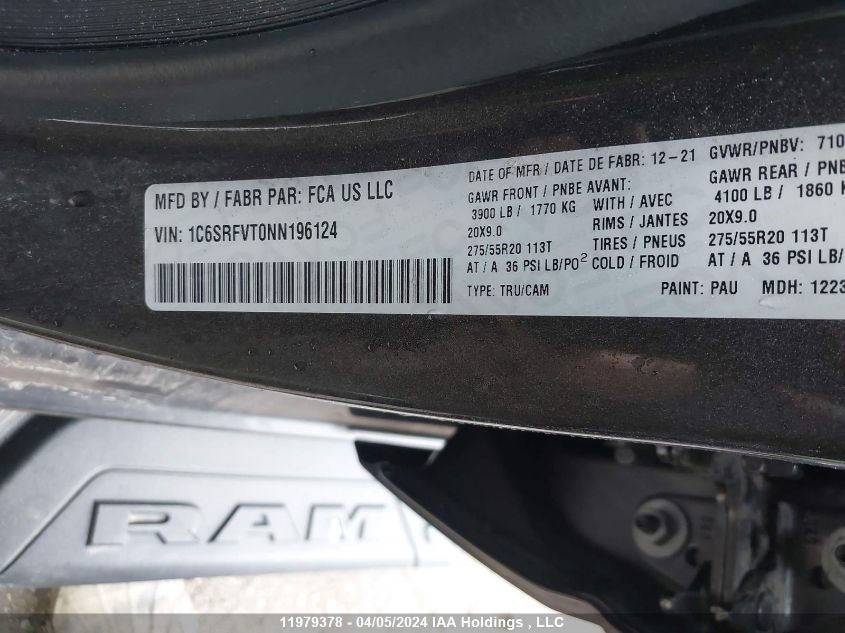 MFD BY / FABR PAR: FCA US LLC
VIN: 1C6SRFVT0NN196124
DATE OF MFR / DATE DE FABR: 12-21 GVWR/PNBV: 710
GAWR FRONT / PNBE AVANT: GAWR REAR / PNB
3900 LB / 1770 KG WITH / AVEC 4100 LB / 1860 K
20X9.0 RIMS / JANTES 20X9.0
275/55R20 113T TIRES / PNEUS 275/55R20 113T
AT / A 36 PSI LB/PO² COLD / FROID AT / A 36 PSI LB/
TYPE: TRU/CAM PAINT: PAU MDH: 1223
RAM
11979378 - 04/05/2024 IAA Holdings , LLC